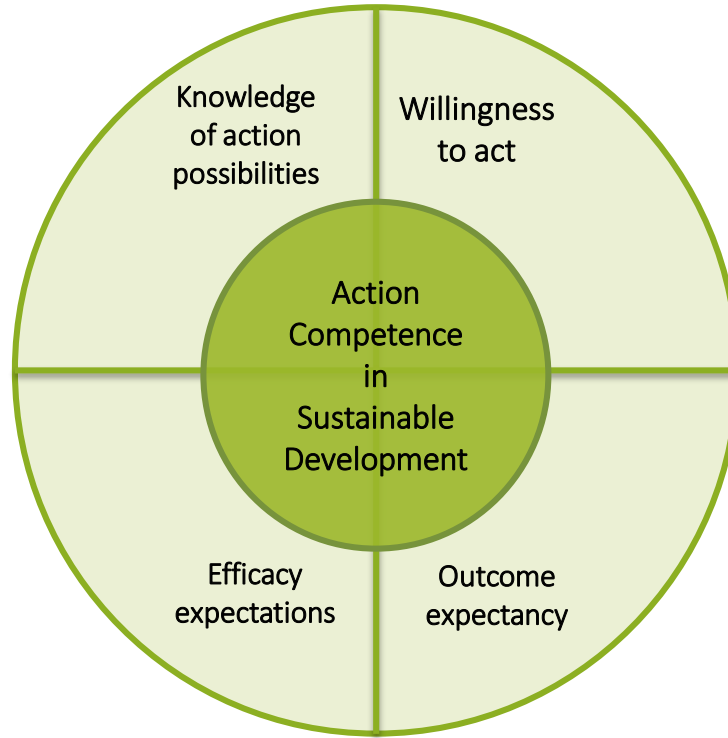 Knowledge
of action
possibilities
Willingness
to act
Action
Competence
in
Sustainable
Development
Efficacy
expectations
Outcome
expectancy